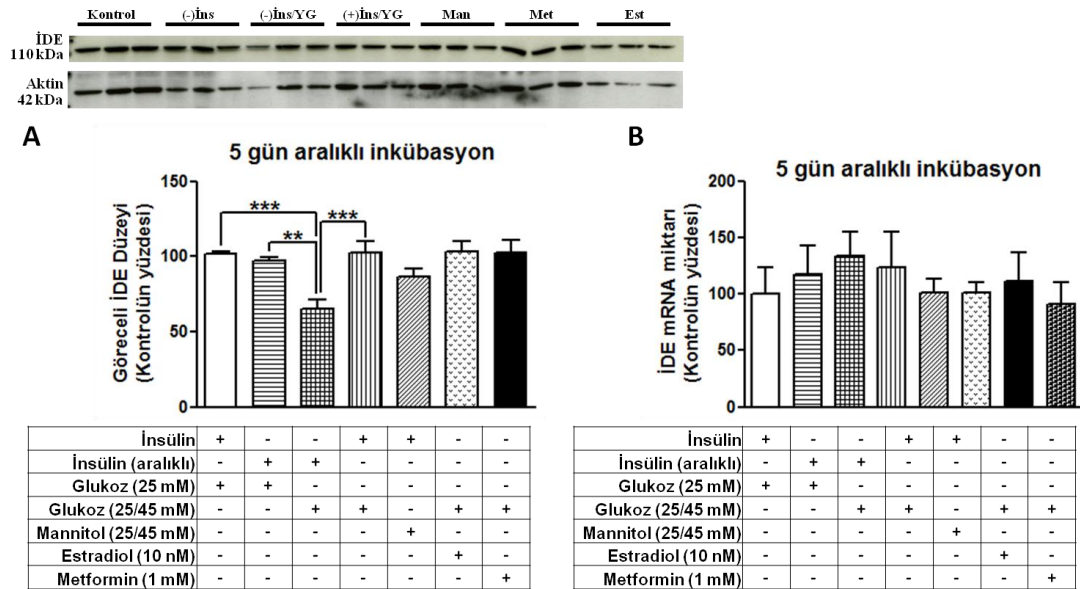 Kontrol (-)İns (-)İns/YG (+)İns/YG Man Met Est
İDE
110 kDa
Aktin
42 kDa
A
5 gün aralıklı inkübasyon
Göreceli İDE Düzeyi
(Kontrolün yüzdesi)
150
100
50
0
***
**
***
İnsülin + - - + + - -
İnsülin (aralıklı) - + + - - - -
Glukoz (25 mM) + + - - - - -
Glukoz (25/45 mM) - - + + - + +
Mannitol (25/45 mM) - - - - + - -
Estradiol (10 nM) - - - - - + -
Metformin (1 mM) - - - - - - +
B
5 gün aralıklı inkübasyon
İDE mRNA miktarı
(Kontrolün yüzdesi)
200
150
100
50
0
İnsülin + - - + + - -
İnsülin (aralıklı) - + + - - - -
Glukoz (25 mM) + + - - - - -
Glukoz (25/45 mM) - - + + - + +
Mannitol (25/45 mM) - - - - + - -
Estradiol (10 nM) - - - - - + -
Metformin (1 mM) - - - - - - +